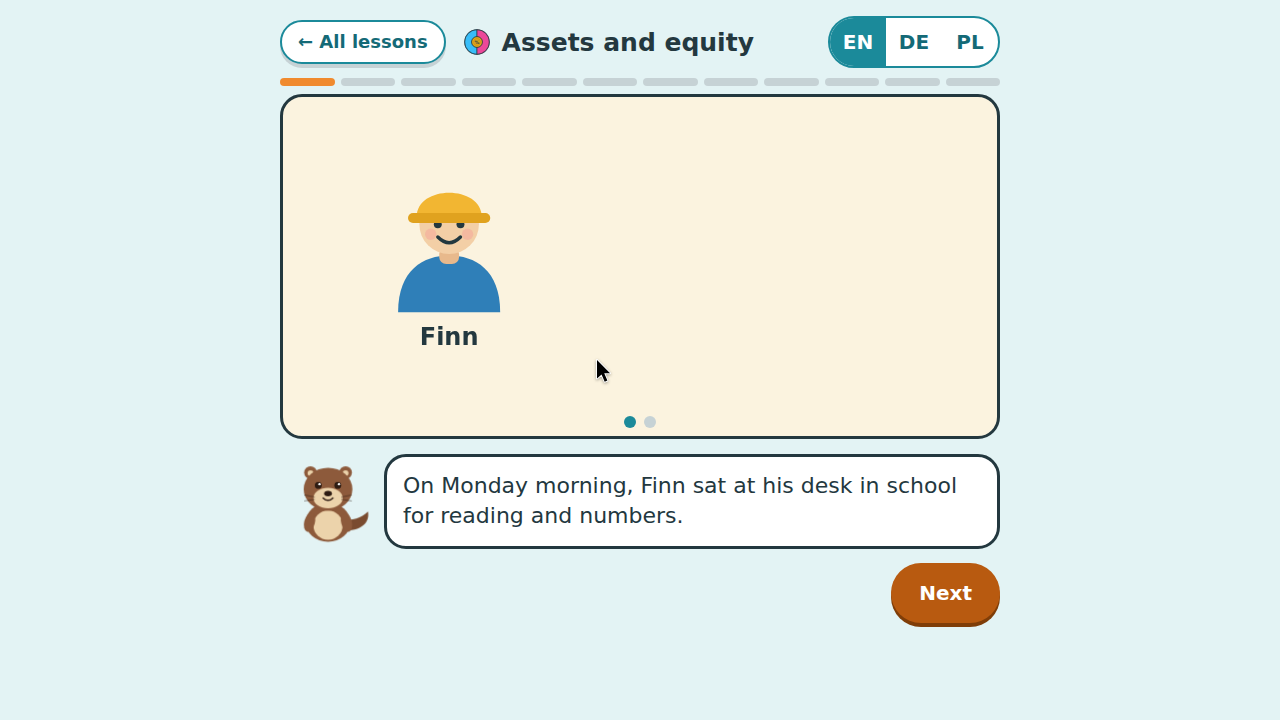 ← All lessons
Assets and equity
EN DE PL
Finn
On Monday morning, Finn sat at his desk in school
for reading and numbers.
Next